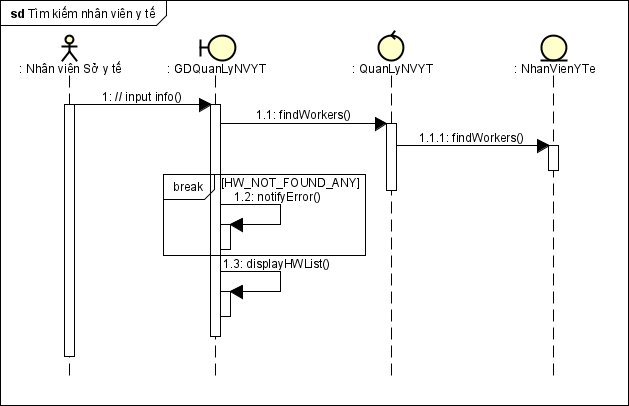 sd Tìm kiếm nhân viên y tế
: Nhân viên Sở y tế
: GDQuanLyNVYT
: QuanLyNVYT
: NhanVienYTe
1: // input info()
1.1: findWorkers()
1.1.1: findWorkers()
break
[HW_NOT_FOUND_ANY]
1.2: notifyError()
1.3: displayHWList()